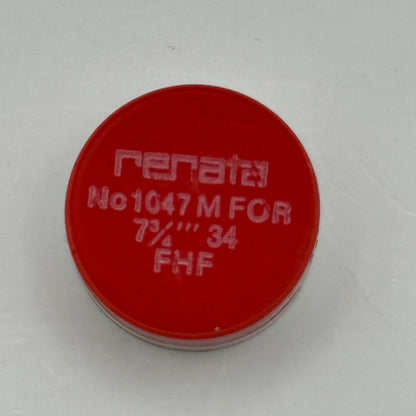 renata
No 1047 M FOR
7¾''' 34
FHF